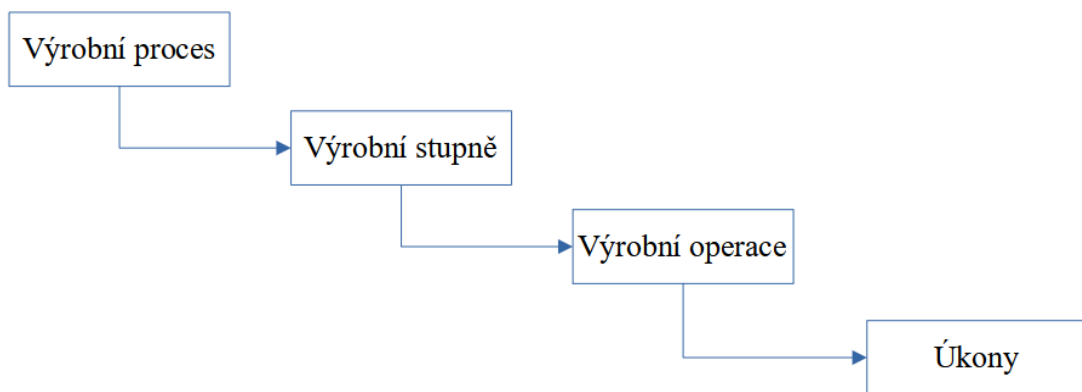 Výrobní proces
Výrobní stupně
Výrobní operace
Úkony